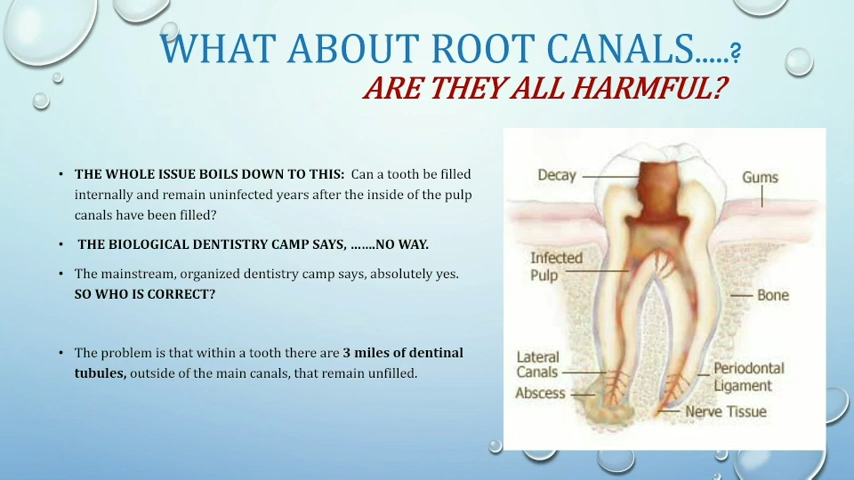 WHAT ABOUT ROOT CANALS.....?
ARE THEY ALL HARMFUL?
• THE WHOLE ISSUE BOILS DOWN TO THIS: Can a tooth be filled
internally and remain uninfected years after the inside of the pulp
canals have been filled?
• THE BIOLOGICAL DENTISTRY CAMP SAYS, …….NO WAY.
• The mainstream, organized dentistry camp says, absolutely yes.
SO WHO IS CORRECT?
• The problem is that within a tooth there are 3 miles of dentinal
tubules, outside of the main canals, that remain unfilled.
Decay
Gums
Infected
Pulp
Bone
Lateral
Canals
Abscess
Periodontal
Ligament
Nerve Tissue